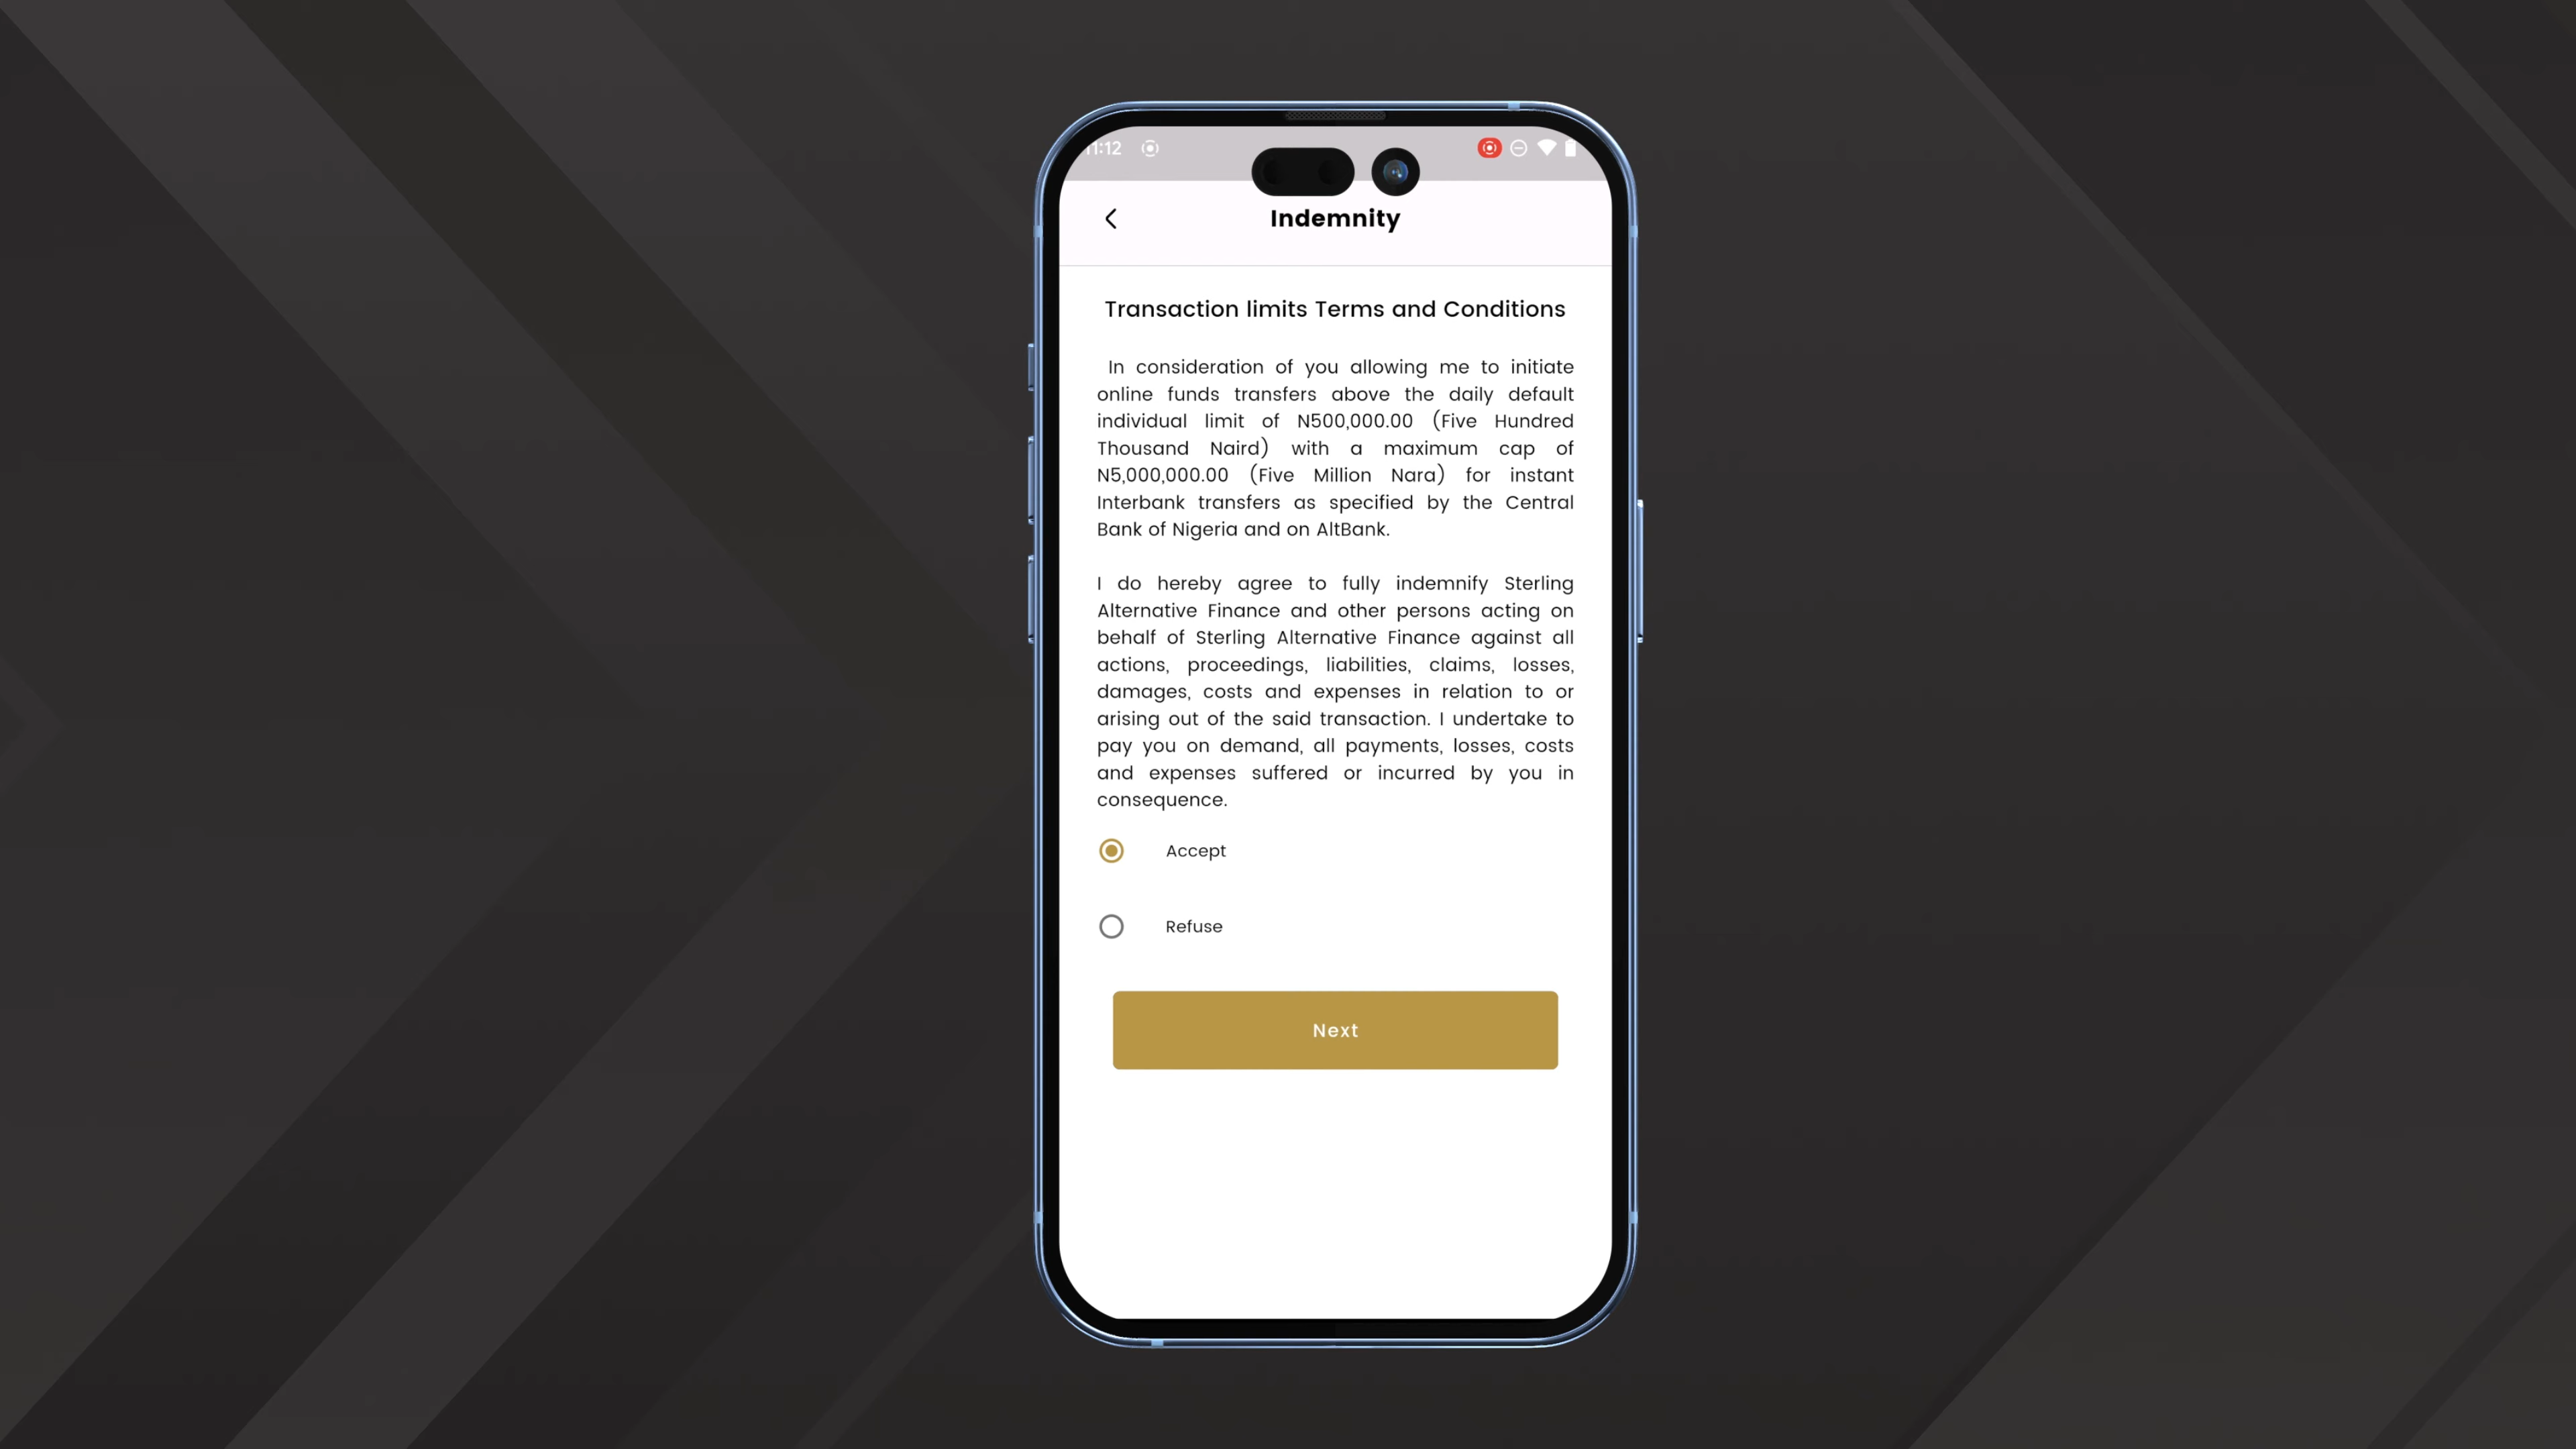 11:12
Indemnity
Transaction limits Terms and Conditions
In consideration of you allowing me to initiate
online funds transfers above the daily default
individual limit of N500,000.00 (Five Hundred
Thousand Naird) with a maximum cap of
N5,000,000.00 (Five Million Nara) for instant
Interbank transfers as specified by the Central
Bank of Nigeria and on AltBank.
I do hereby agree to fully indemnify Sterling
Alternative Finance and other persons acting on
behalf of Sterling Alternative Finance against all
actions, proceedings, liabilities, claims, losses,
damages, costs and expenses in relation to or
arising out of the said transaction. I undertake to
pay you on demand, all payments, losses, costs
and expenses suffered or incurred by you in
consequence.
Accept
Refuse
Next